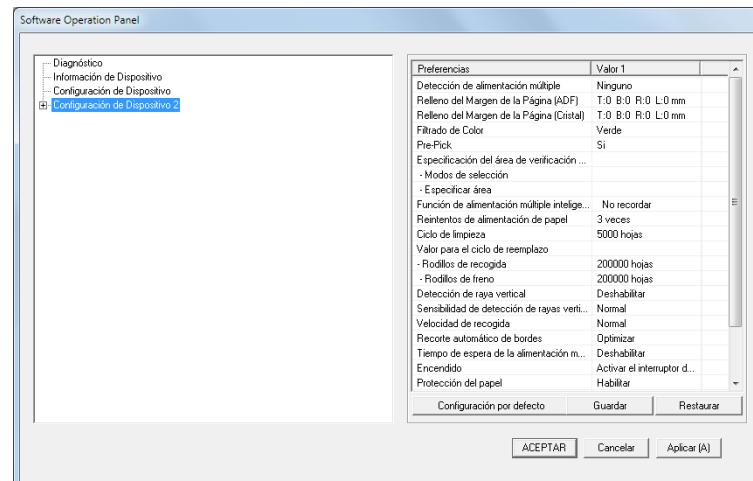 Software Operation Panel
Diagnóstico
Información de Dispositivo
Configuración de Dispositivo
Configuración de Dispositivo 2
Preferencias Valor 1
Detección de alimentación múltiple Ninguno
Relleno del Margen de la Página (ADF) T:0 B:0 R:0 L:0 mm
Relleno del Margen de la Página (Cristal) T:0 B:0 R:0 L:0 mm
Filtrado de Color Verde
Pre-Pick Si
Especificación del área de verificación ...
- Modos de selección
- Especificar área
Función de alimentación múltiple intelige... No recordar
Reintentos de alimentación de papel 3 veces
Ciclo de limpieza 5000 hojas
Valor para el ciclo de reemplazo
- Rodillos de recogida 200000 hojas
- Rodillos de freno 200000 hojas
Detección de raya vertical Deshabilitar
Sensibilidad de detección de rayas verti... Normal
Velocidad de recogida Normal
Recorte automático de bordes Optimizar
Tiempo de espera de la alimentación m... Deshabilitar
Encendido Activar el interruptor d...
Protección del papel Habilitar
Configuración por defecto Guardar Restaurar
ACEPTAR Cancelar Aplicar (A)